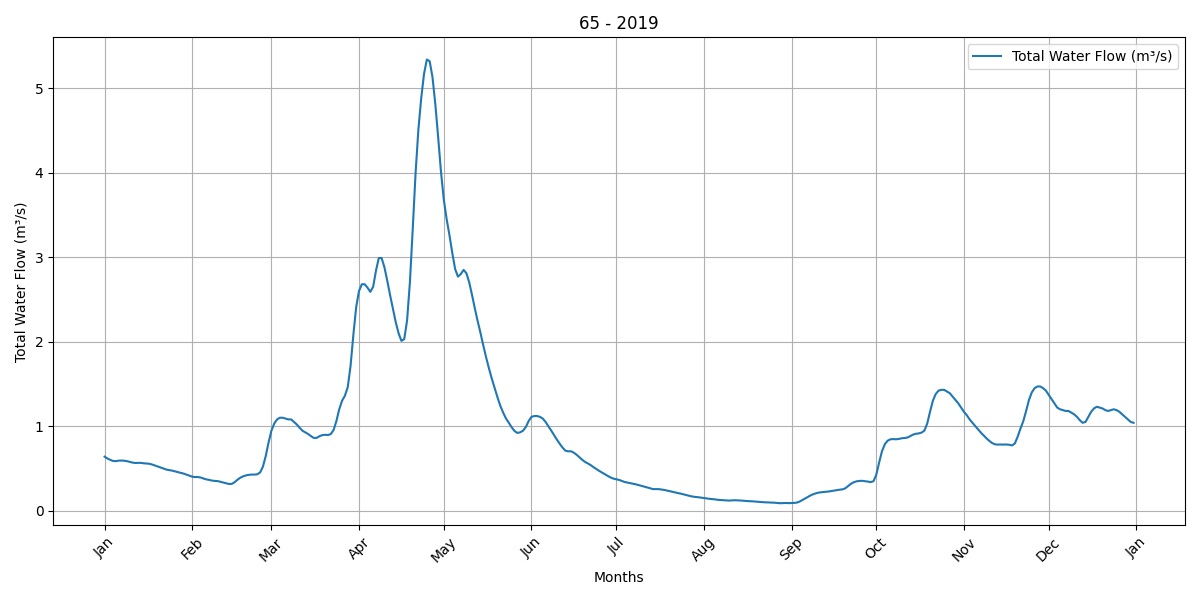 65 - 2019
Total Water Flow (m³/s)
Total Water Flow (m³/s)
5
4
3
2
1
0
Jan
Feb
Mar
Apr
May
Jun
Jul
Aug
Sep
Oct
Nov
Dec
Jan
Months